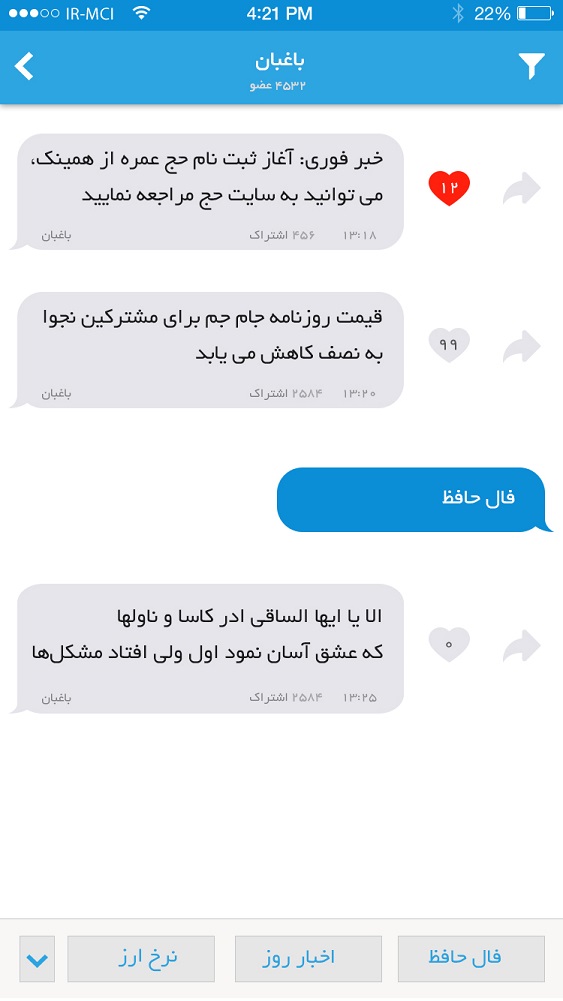 IR-MCI 4:21 PM 22%
باغبان
۴۵۳۲ عضو
خبر فوری: آغاز ثبت نام حج عمره از همینک،
می توانید به سایت حج مراجعه نمایید
۱۳:۱۸ ۴۵۶ اشتراک باغبان
۱۲
قیمت روزنامه جام جم برای مشترکین نجوا
به نصف کاهش می یابد
۱۳:۲۰ ۲۵۸۴ اشتراک باغبان
۹۹
فال حافظ
الا یا ایها الساقی ادر کاسا و ناولها
که عشق آسان نمود اول ولی افتاد مشکل‌ها
۱۳:۲۵ ۲۵۸۴ اشتراک باغبان
۰
فال حافظ اخبار روز نرخ ارز